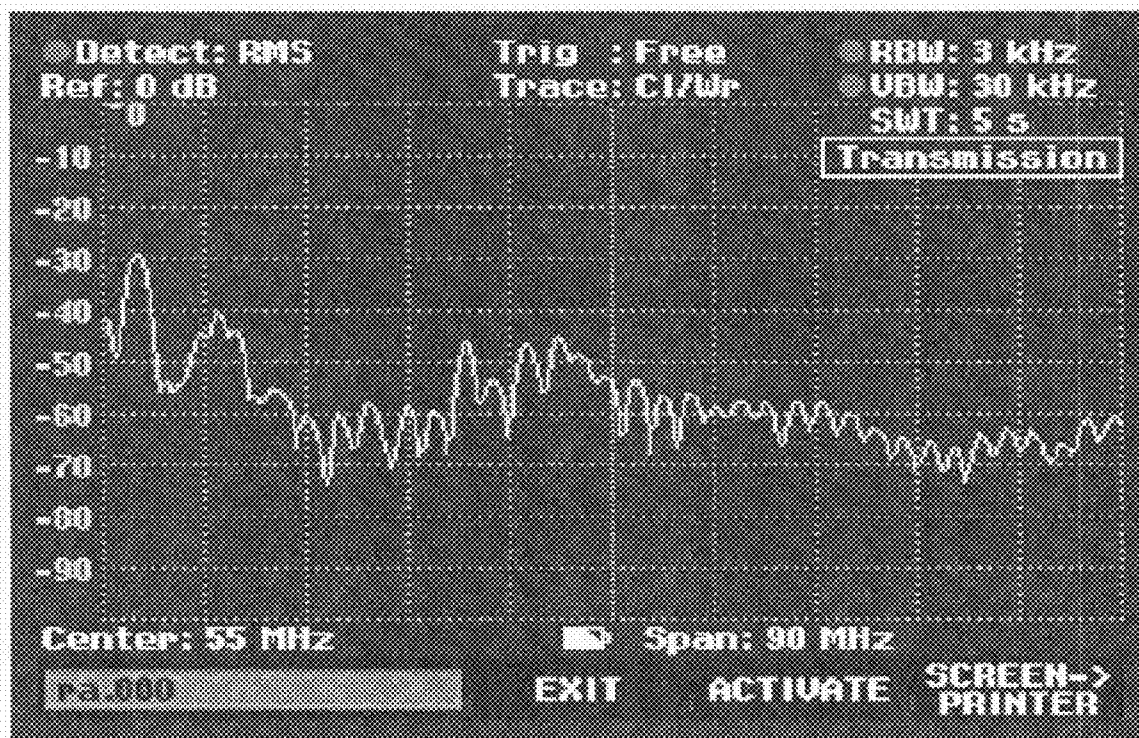 Detect: RMS Trig : Free RBW: 3 kHz
Ref: 0 dB Trace: Cl/Wr VBW: 30 kHz
0 SWT: 5 s
-10 Transmission
-20
-30
-40
-50
-60
-70
-80
-90
Center: 55 MHz Span: 90 MHz
ra.000 EXIT ACTIVATE SCREEN->
PRINTER